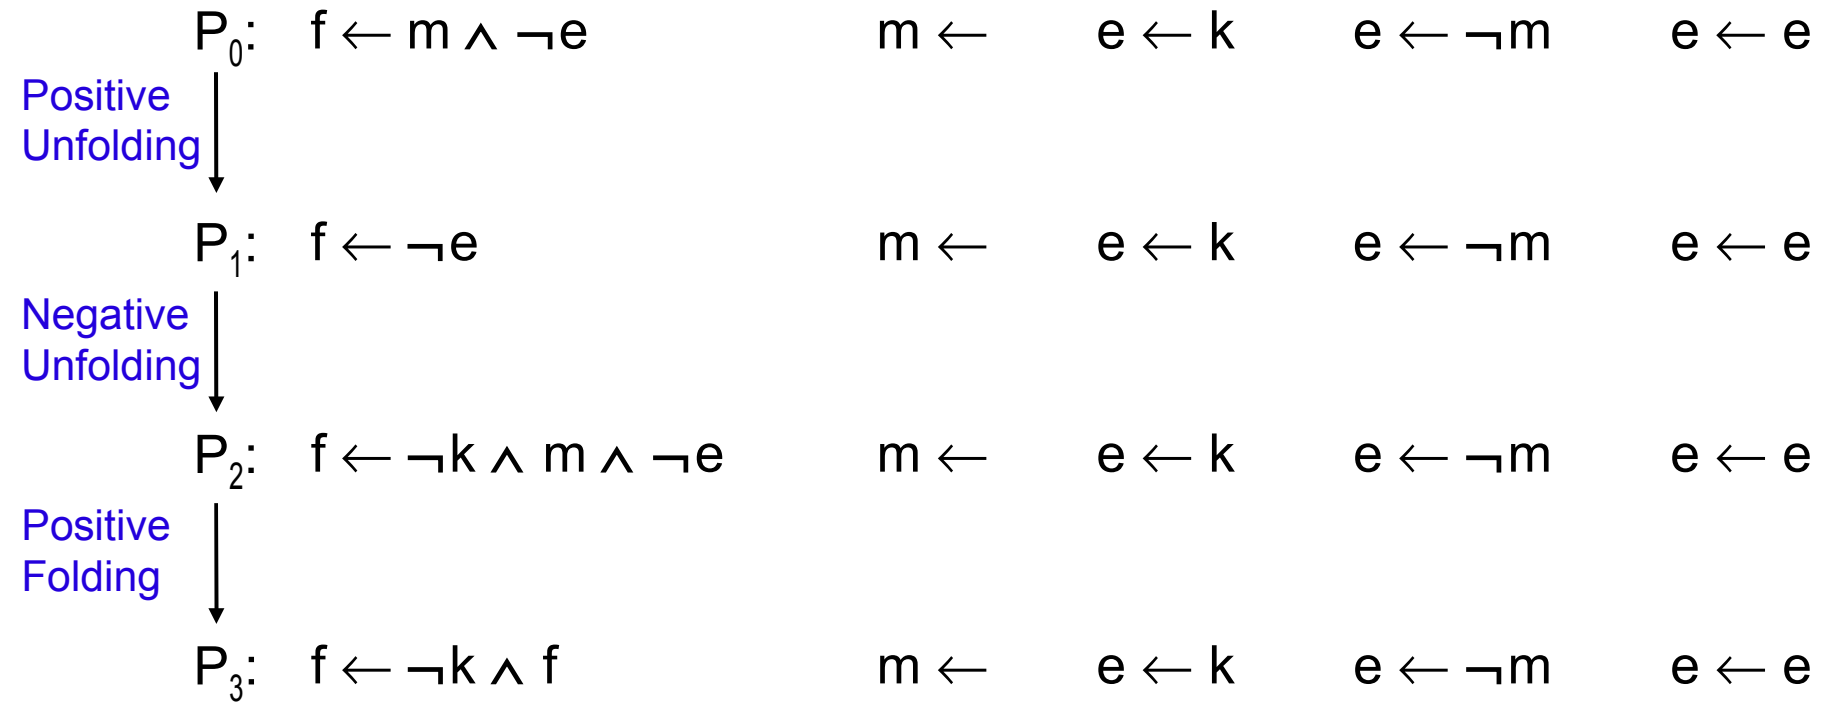 P₀: f ← m ∧ ¬e m ← e ← k e ← ¬m e ← e
Positive
Unfolding
P₁: f ← ¬e m ← e ← k e ← ¬m e ← e
Negative
Unfolding
P₂: f ← ¬k ∧ m ∧ ¬e m ← e ← k e ← ¬m e ← e
Positive
Folding
P₃: f ← ¬k ∧ f m ← e ← k e ← ¬m e ← e